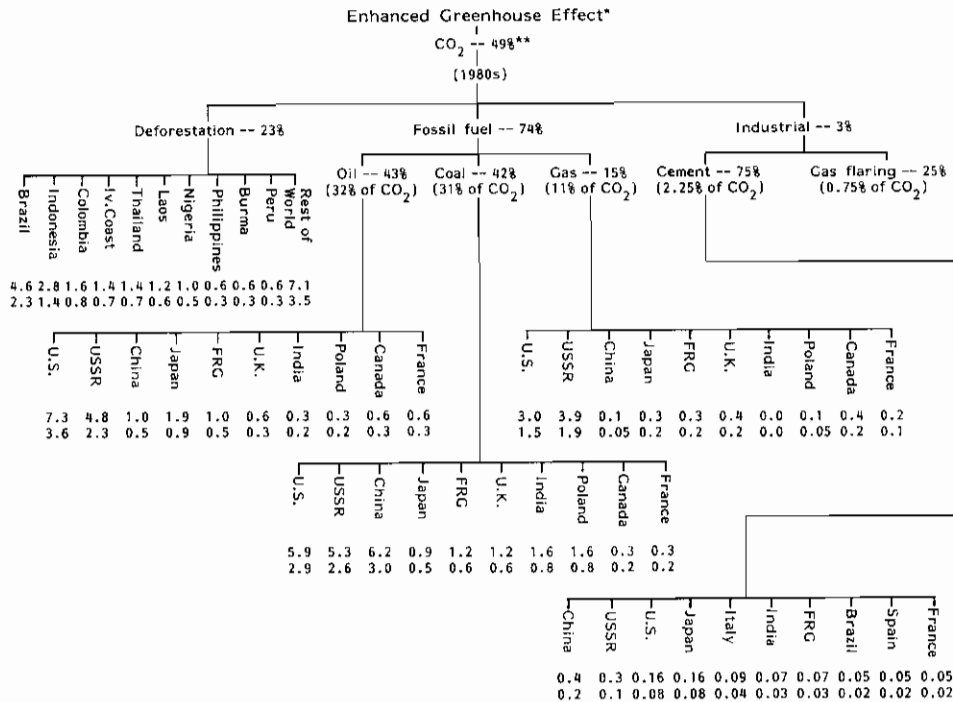 Enhanced Greenhouse Effect*
CO2 -- 49%**
(1980s)
Deforestation -- 23%
Fossil fuel -- 74%
Industrial -- 3%
Oil -- 43%
(32% of CO2)
Coal -- 42%
(31% of CO2)
Gas -- 15%
(11% of CO2)
Cement -- 75%
(2.25% of CO2)
Gas flaring -- 25%
(0.75% of CO2)
Brazil
Indonesia
Colombia
Iv.Coast
Thailand
Laos
Nigeria
Philippines
Burma
Peru
Rest of
World
4.6 2.8 1.6 1.4 1.4 1.2 1.0 0.6 0.6 0.6 7.1
2.3 1.4 0.8 0.7 0.7 0.6 0.5 0.3 0.3 0.3 3.5
U.S.
USSR
China
Japan
FRG
U.K.
India
Poland
Canada
France
7.3 4.8 1.0 1.9 1.0 0.6 0.3 0.3 0.6 0.6
3.6 2.3 0.5 0.9 0.5 0.3 0.2 0.2 0.3 0.3
U.S.
USSR
China
Japan
FRG
U.K.
India
Poland
Canada
France
3.0 3.9 0.1 0.3 0.3 0.4 0.0 0.1 0.4 0.2
1.5 1.9 0.05 0.2 0.2 0.2 0.0 0.05 0.2 0.1
U.S.
USSR
China
Japan
FRG
U.K.
India
Poland
Canada
France
5.9 5.3 6.2 0.9 1.2 1.2 1.6 1.6 0.3 0.3
2.9 2.6 3.0 0.5 0.6 0.6 0.8 0.8 0.2 0.2
China
USSR
U.S.
Japan
Italy
India
FRG
Brazil
Spain
France
0.4 0.3 0.16 0.16 0.09 0.07 0.07 0.05 0.05 0.05
0.2 0.1 0.08 0.08 0.04 0.03 0.03 0.02 0.02 0.02